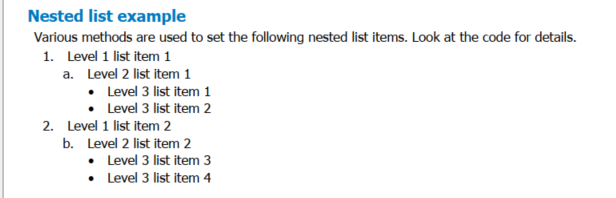 Nested list example
Various methods are used to set the following nested list items. Look at the code for details.
1. Level 1 list item 1
a. Level 2 list item 1
• Level 3 list item 1
• Level 3 list item 2
2. Level 1 list item 2
b. Level 2 list item 2
• Level 3 list item 3
• Level 3 list item 4